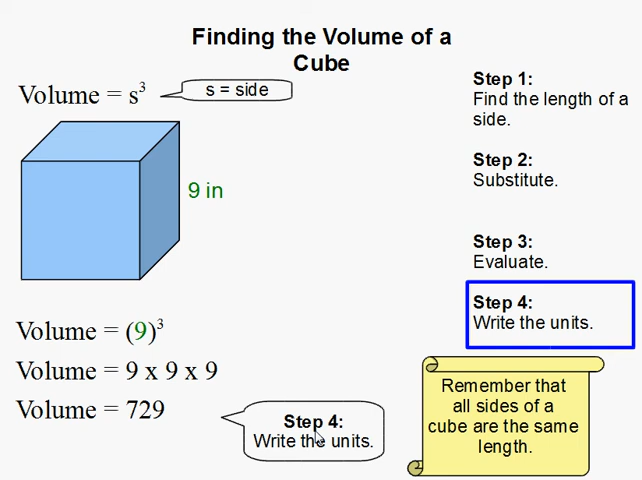 Finding the Volume of a
Cube
Volume = s³
s = side
9 in
Volume = (9)³
Volume = 9 x 9 x 9
Volume = 729
Step 4:
Write the units.
Step 1:
Find the length of a
side.
Step 2:
Substitute.
Step 3:
Evaluate.
Step 4:
Write the units.
Remember that
all sides of a
cube are the same
length.